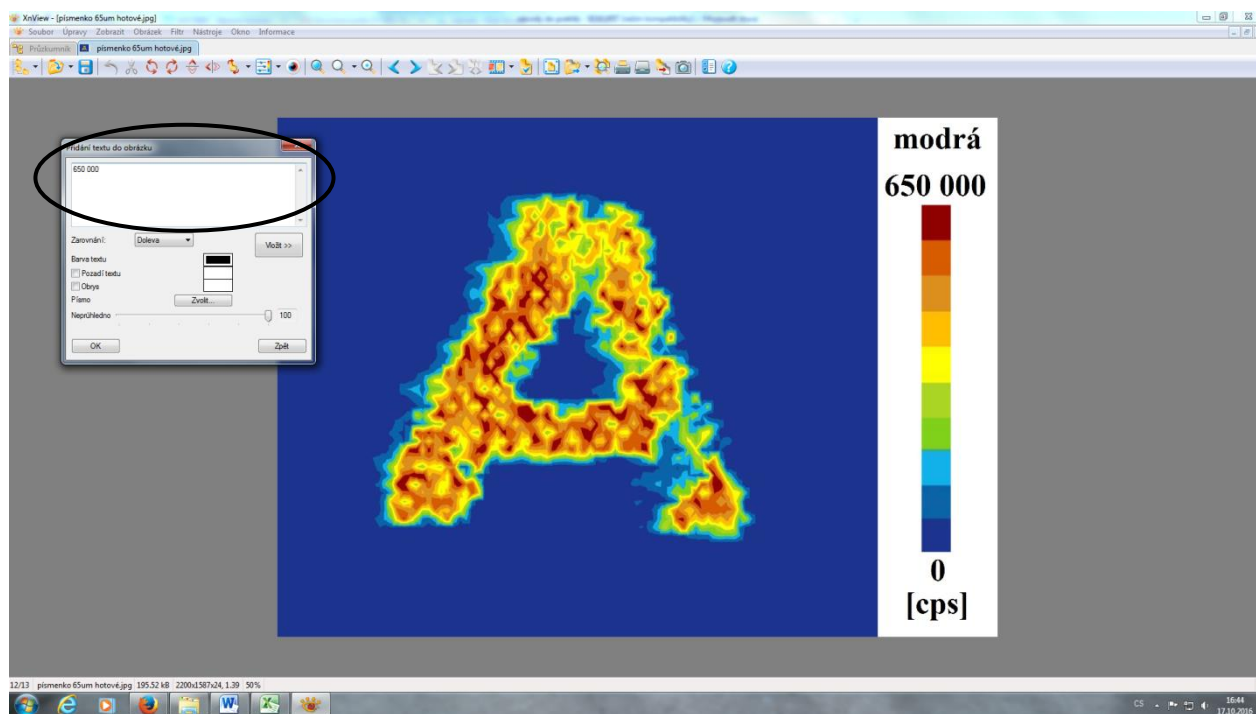 XnView - [písmenko 65um hotové.jpg]
Soubor Úpravy Zobrazit Obrázek Filtr Nástroje Okno Informace
Průzkumník písmenko 65um hotové.jpg
Přidání textu do obrázku
650 000
Zarovnání: Doleva
Vložit >>
Barva textu
Pozadí textu
Obrys
Písmo Zvolit...
Neprůhledno 100
OK Zpět
modrá
650 000
0
[cps]
12/13 písmenko 65um hotové.jpg 195.52 kB 2200x1587x24, 1.39 50%
CS 16:44
17.10.2016